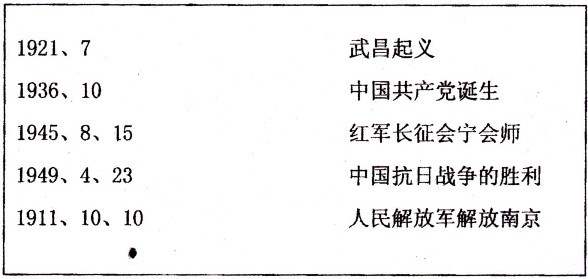 1921、7 武昌起义
1936、10 中国共产党诞生
1945、8、15 红军长征会宁会师
1949、4、23 中国抗日战争的胜利
1911、10、10 人民解放军解放南京